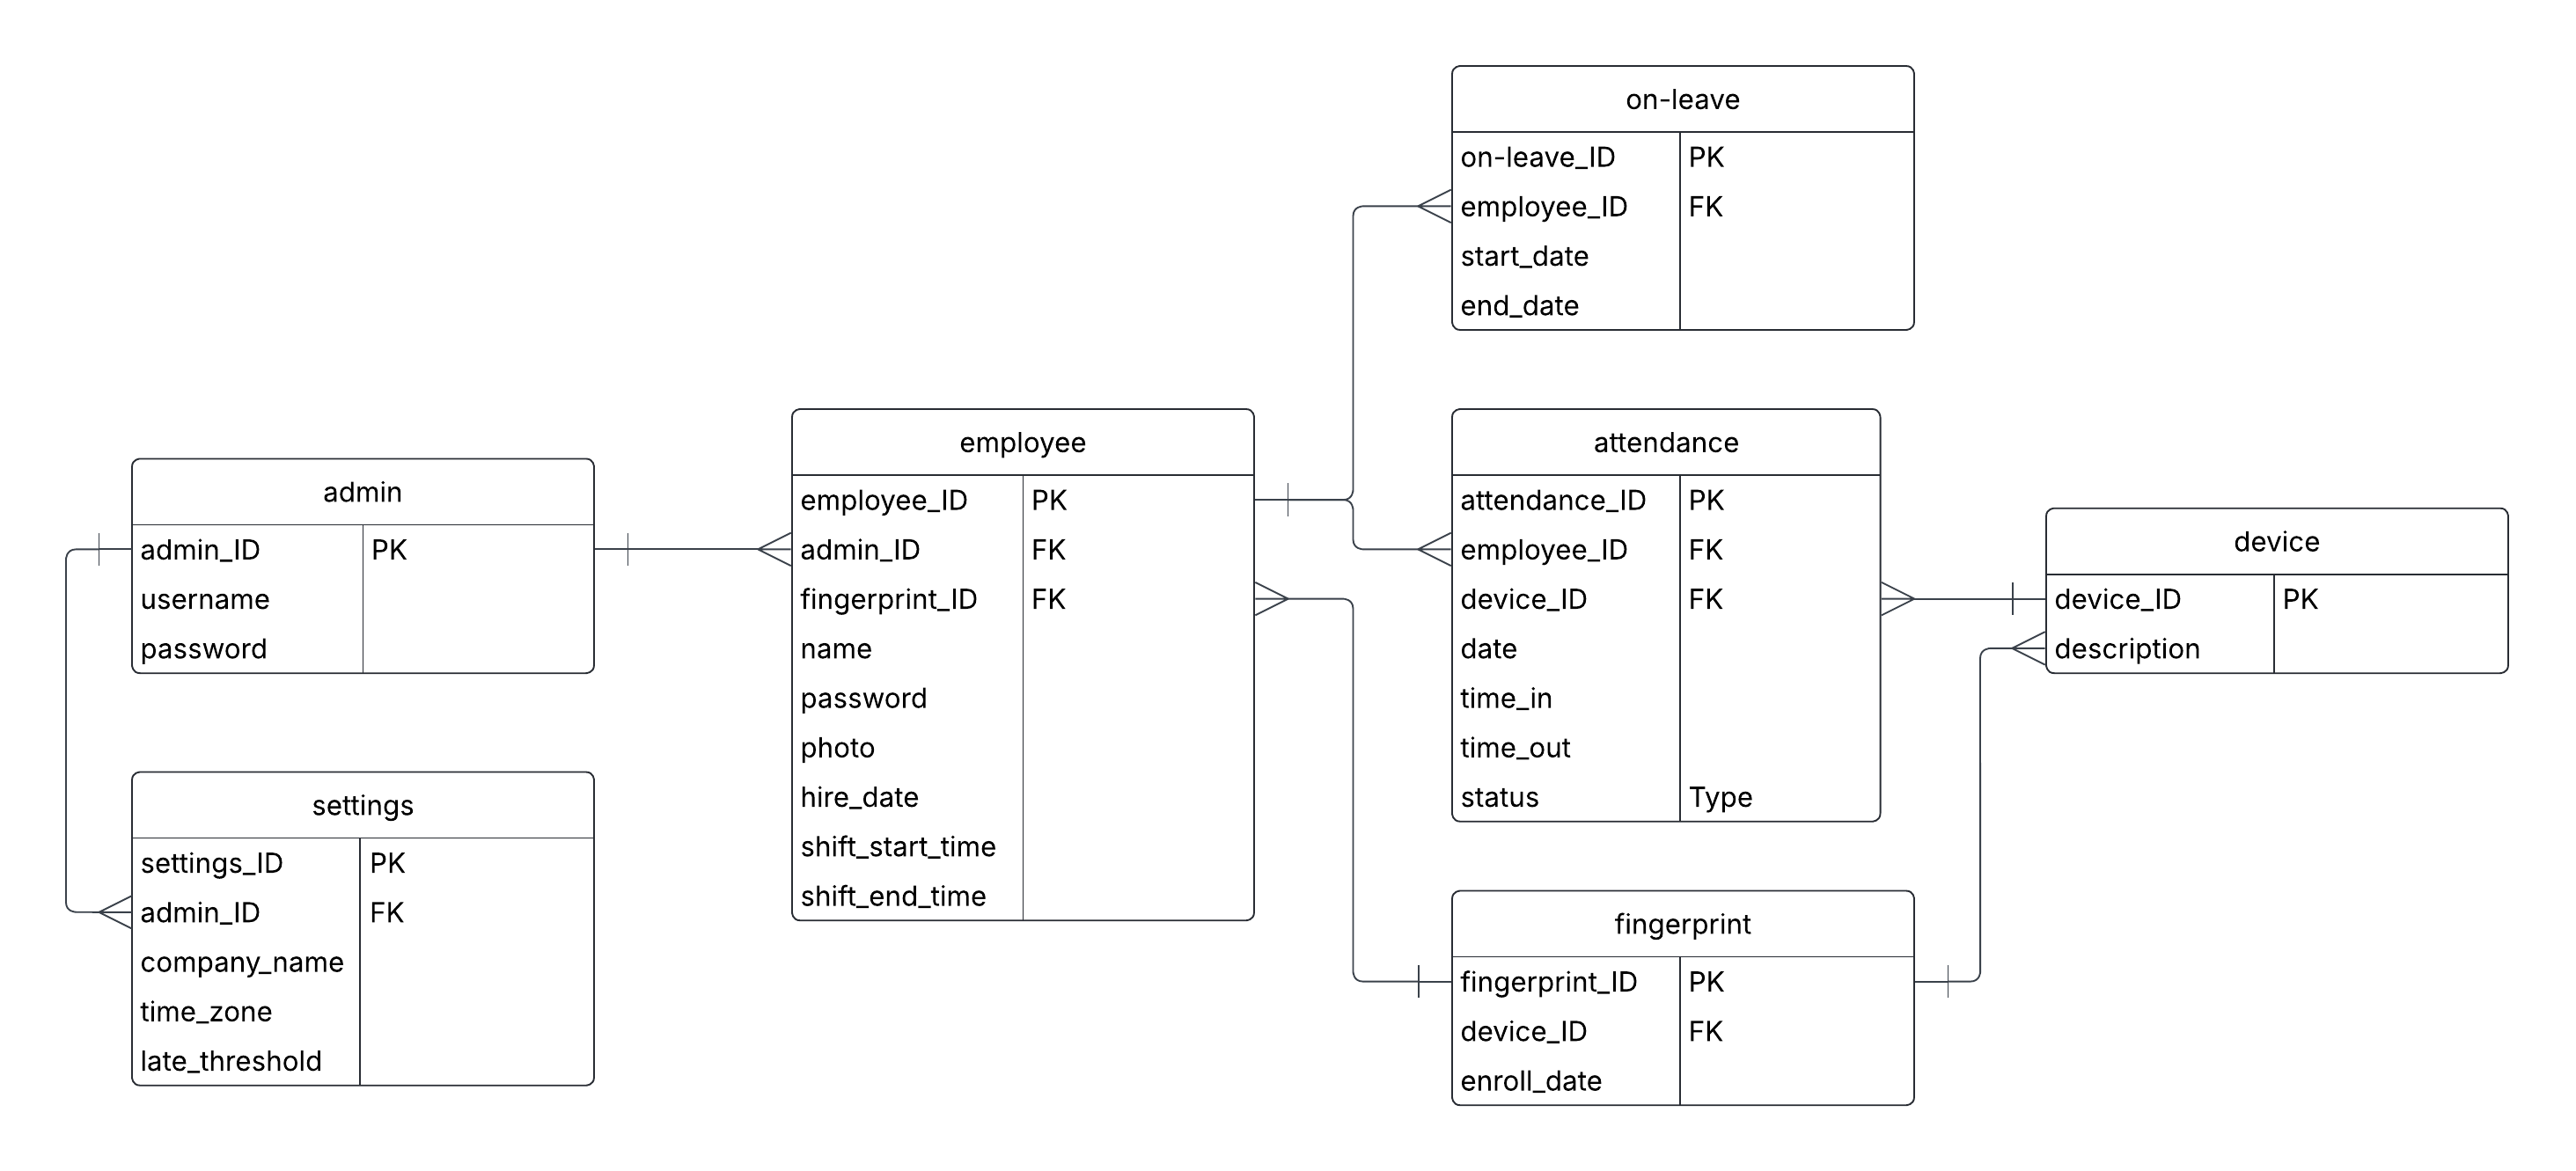 on-leave
on-leave_ID PK
employee_ID FK
start_date
end_date
admin
admin_ID PK
username
password
settings
settings_ID PK
admin_ID FK
company_name
time_zone
late_threshold
employee
employee_ID PK
admin_ID FK
fingerprint_ID FK
name
password
photo
hire_date
shift_start_time
shift_end_time
attendance
attendance_ID PK
employee_ID FK
device_ID FK
date
time_in
time_out
status Type
fingerprint
fingerprint_ID PK
device_ID FK
enroll_date
device
device_ID PK
description